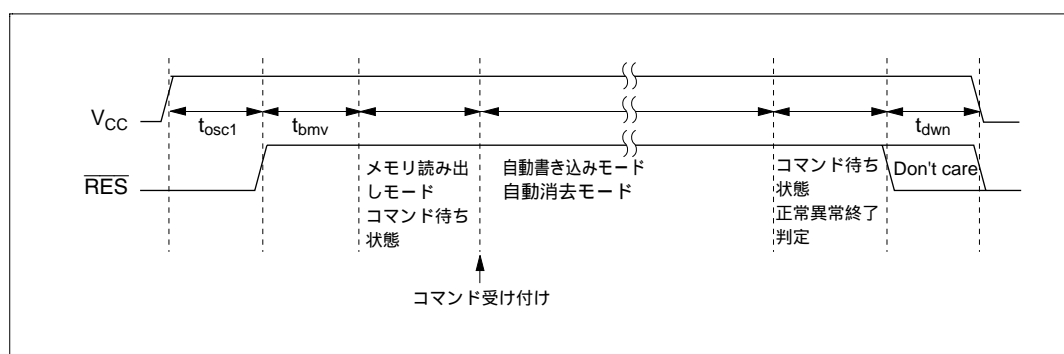 VCC
tosc1
tbmv
tdwn
RES
メモリ読み出
しモード
コマンド待ち
状態
自動書き込みモード
自動消去モード
コマンド待ち
状態
正常異常終了
判定
Don't care
コマンド受け付け